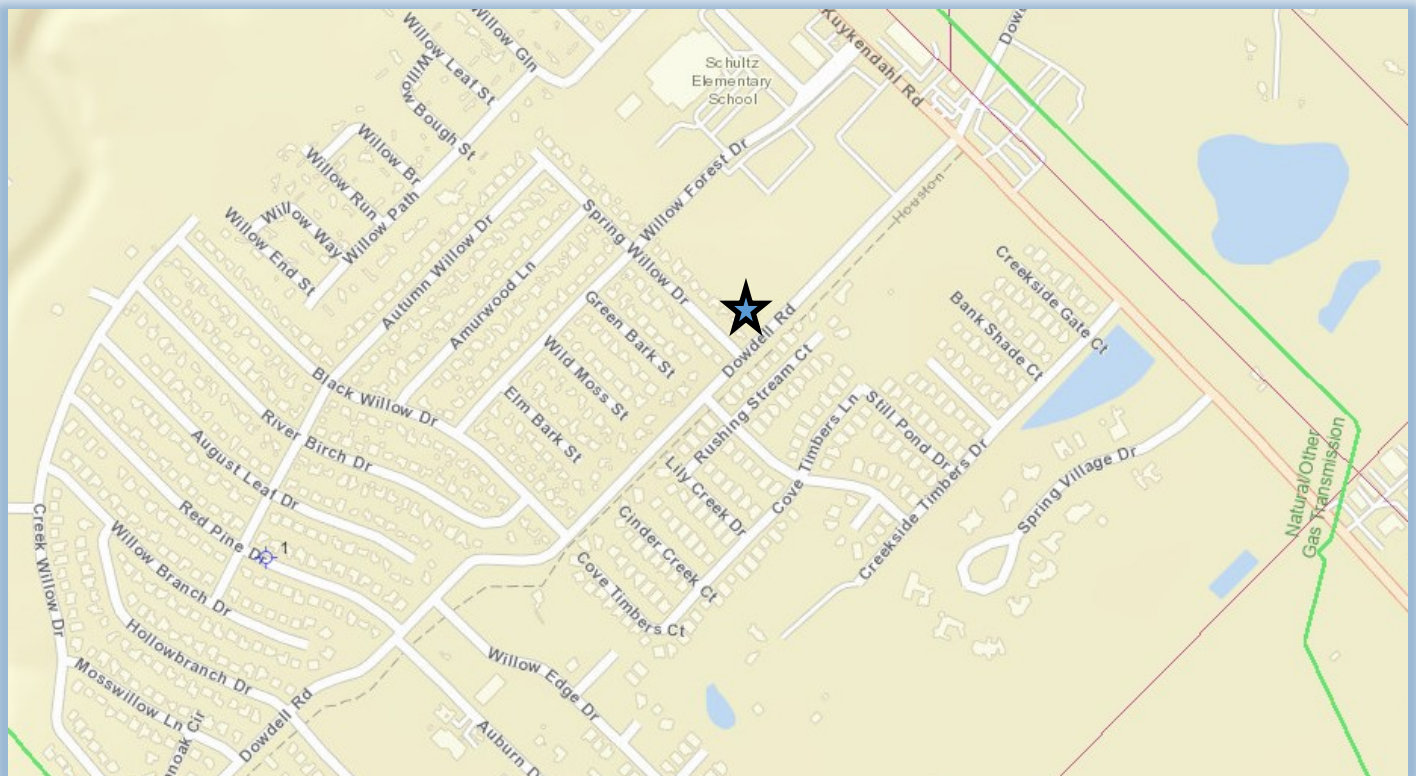 Willow Gln
Willow Leaf St
Willow Bough St
Schultz
Elementary
School
Kuykendahl Rd
Dow
Willow Br
Willow Run
Willow Path
Willow Way
Willow End St
Willow Forest Dr
Spring Willow Dr
Houston
Autumn Willow Dr
Amurwood Ln
Green Bark St
Wild Moss St
Elm Bark St
Dowdell Rd
Creekside Gate Ct
Bank Shade Ct
Rushing Stream Ct
Black Willow Dr
River Birch Dr
August Leaf Dr
Red Pine Dr
1
Cove Timbers Ln
Still Pond Dr
Lily Creek Dr
Cinder Creek Ct
Cove Timbers Ct
Creekside Timbers Dr
Spring Village Dr
Natural/Other
Gas Transmission
Creek Willow Dr
Willow Branch Dr
Hollowbranch Dr
Mosswillow Ln
noak Cir
Dowdell Rd
Willow Edge Dr
Auburn D